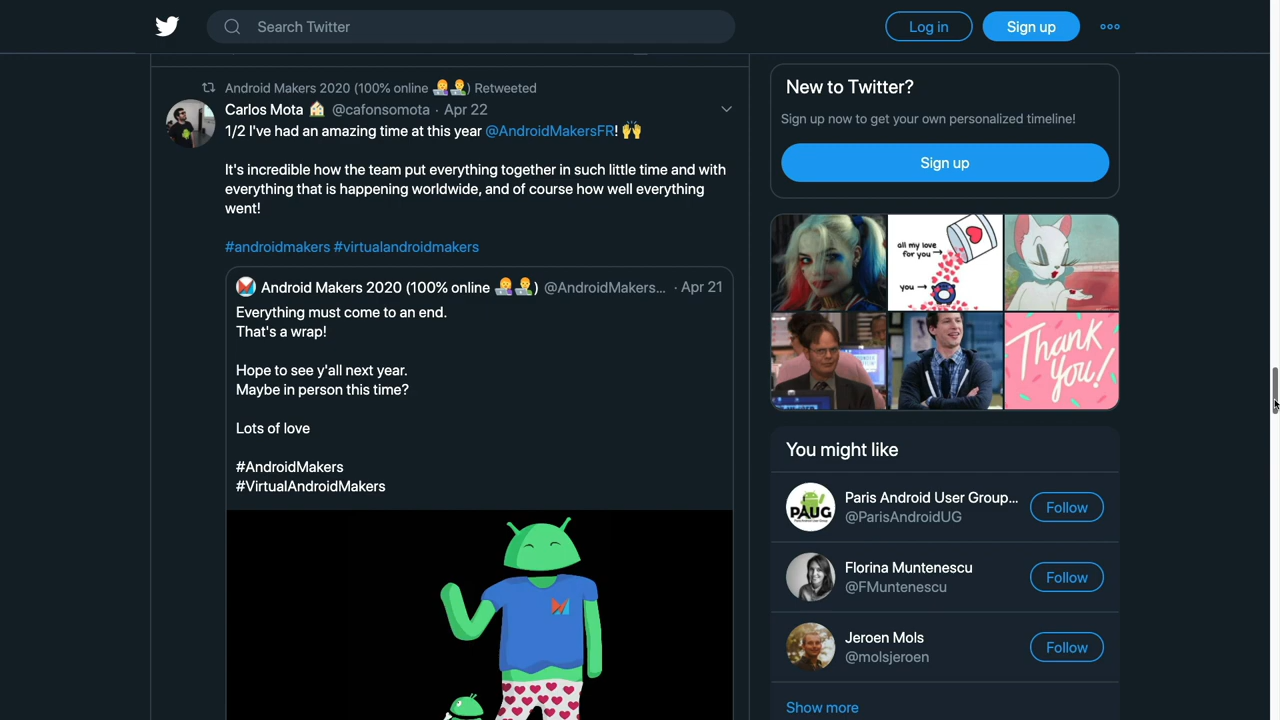 Search Twitter
Log in
Sign up
Android Makers 2020 (100% online 👩‍💻👨‍💻) Retweeted
Carlos Mota 🏠 @cafonsomota · Apr 22
1/2 I've had an amazing time at this year @AndroidMakersFR! 🙌
It's incredible how the team put everything together in such little time and with
everything that is happening worldwide, and of course how well everything
went!
#androidmakers #virtualandroidmakers
Android Makers 2020 (100% online 👩‍💻👨‍💻) @AndroidMakers... · Apr 21
Everything must come to an end.
That's a wrap!
Hope to see y'all next year.
Maybe in person this time?
Lots of love
#AndroidMakers
#VirtualAndroidMakers
New to Twitter?
Sign up now to get your own personalized timeline!
Sign up
all my love
for you
you
Thank
you!
You might like
PAUG
Paris Android User Group...
@ParisAndroidUG
Follow
Florina Muntenescu
@FMuntenescu
Follow
Jeroen Mols
@molsjeroen
Follow
Show more